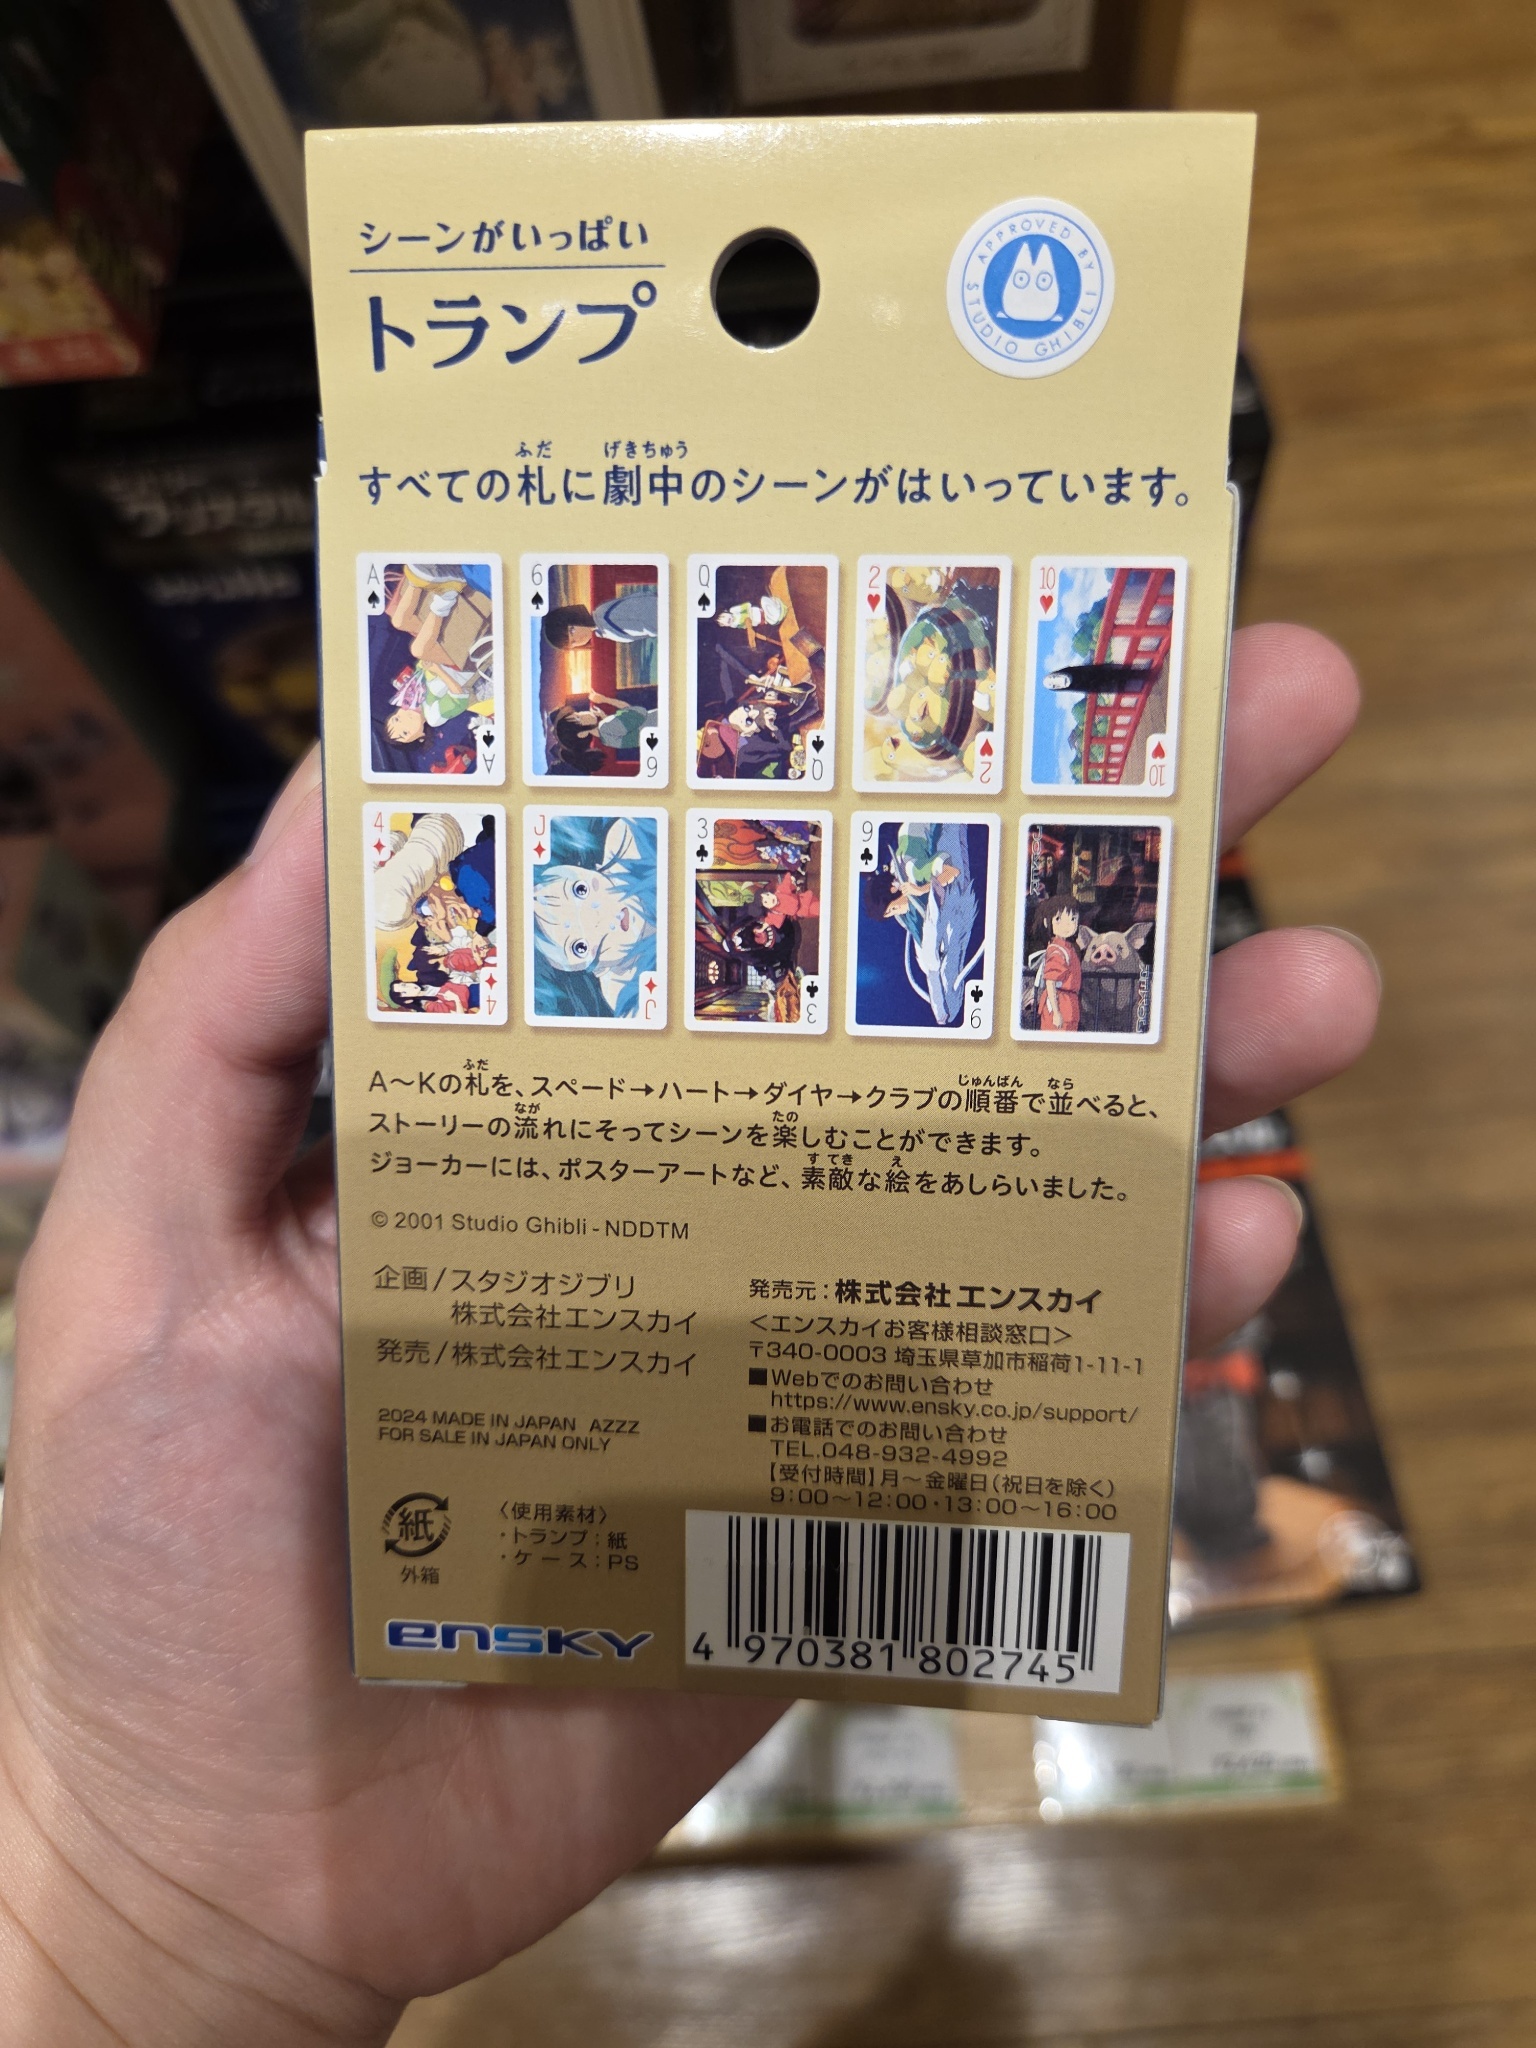 シーンがいっぱい
トランプ
APPROVED BY
STUDIO GHIBLI
すべての札に劇中のシーンがはいっています。
ふだ げきちゅう
A 6 Q 2 10
A 6 Q 2 10
4 J 3 9
4 J 3 9
A～Kの札を、スペード→ハート→ダイヤ→クラブの順番で並べると、
ふだ じゅんばん なら
ストーリーの流れにそってシーンを楽しむことができます。
なが たの
ジョーカーには、ポスターアートなど、素敵な絵をあしらいました。
すてき え
© 2001 Studio Ghibli - NDDTM
企画/スタジオジブリ
株式会社エンスカイ
発売/株式会社エンスカイ
2024 MADE IN JAPAN AZZZ
FOR SALE IN JAPAN ONLY
紙
外箱
〈使用素材〉
・トランプ：紙
・ケース：PS
ensky
発売元：株式会社エンスカイ
＜エンスカイお客様相談窓口＞
〒340-0003 埼玉県草加市稲荷1-11-1
■Webでのお問い合わせ
https://www.ensky.co.jp/support/
■お電話でのお問い合わせ
TEL.048-932-4992
【受付時間】月～金曜日(祝日を除く)
9:00～12:00・13:00～16:00
4 970381 802745